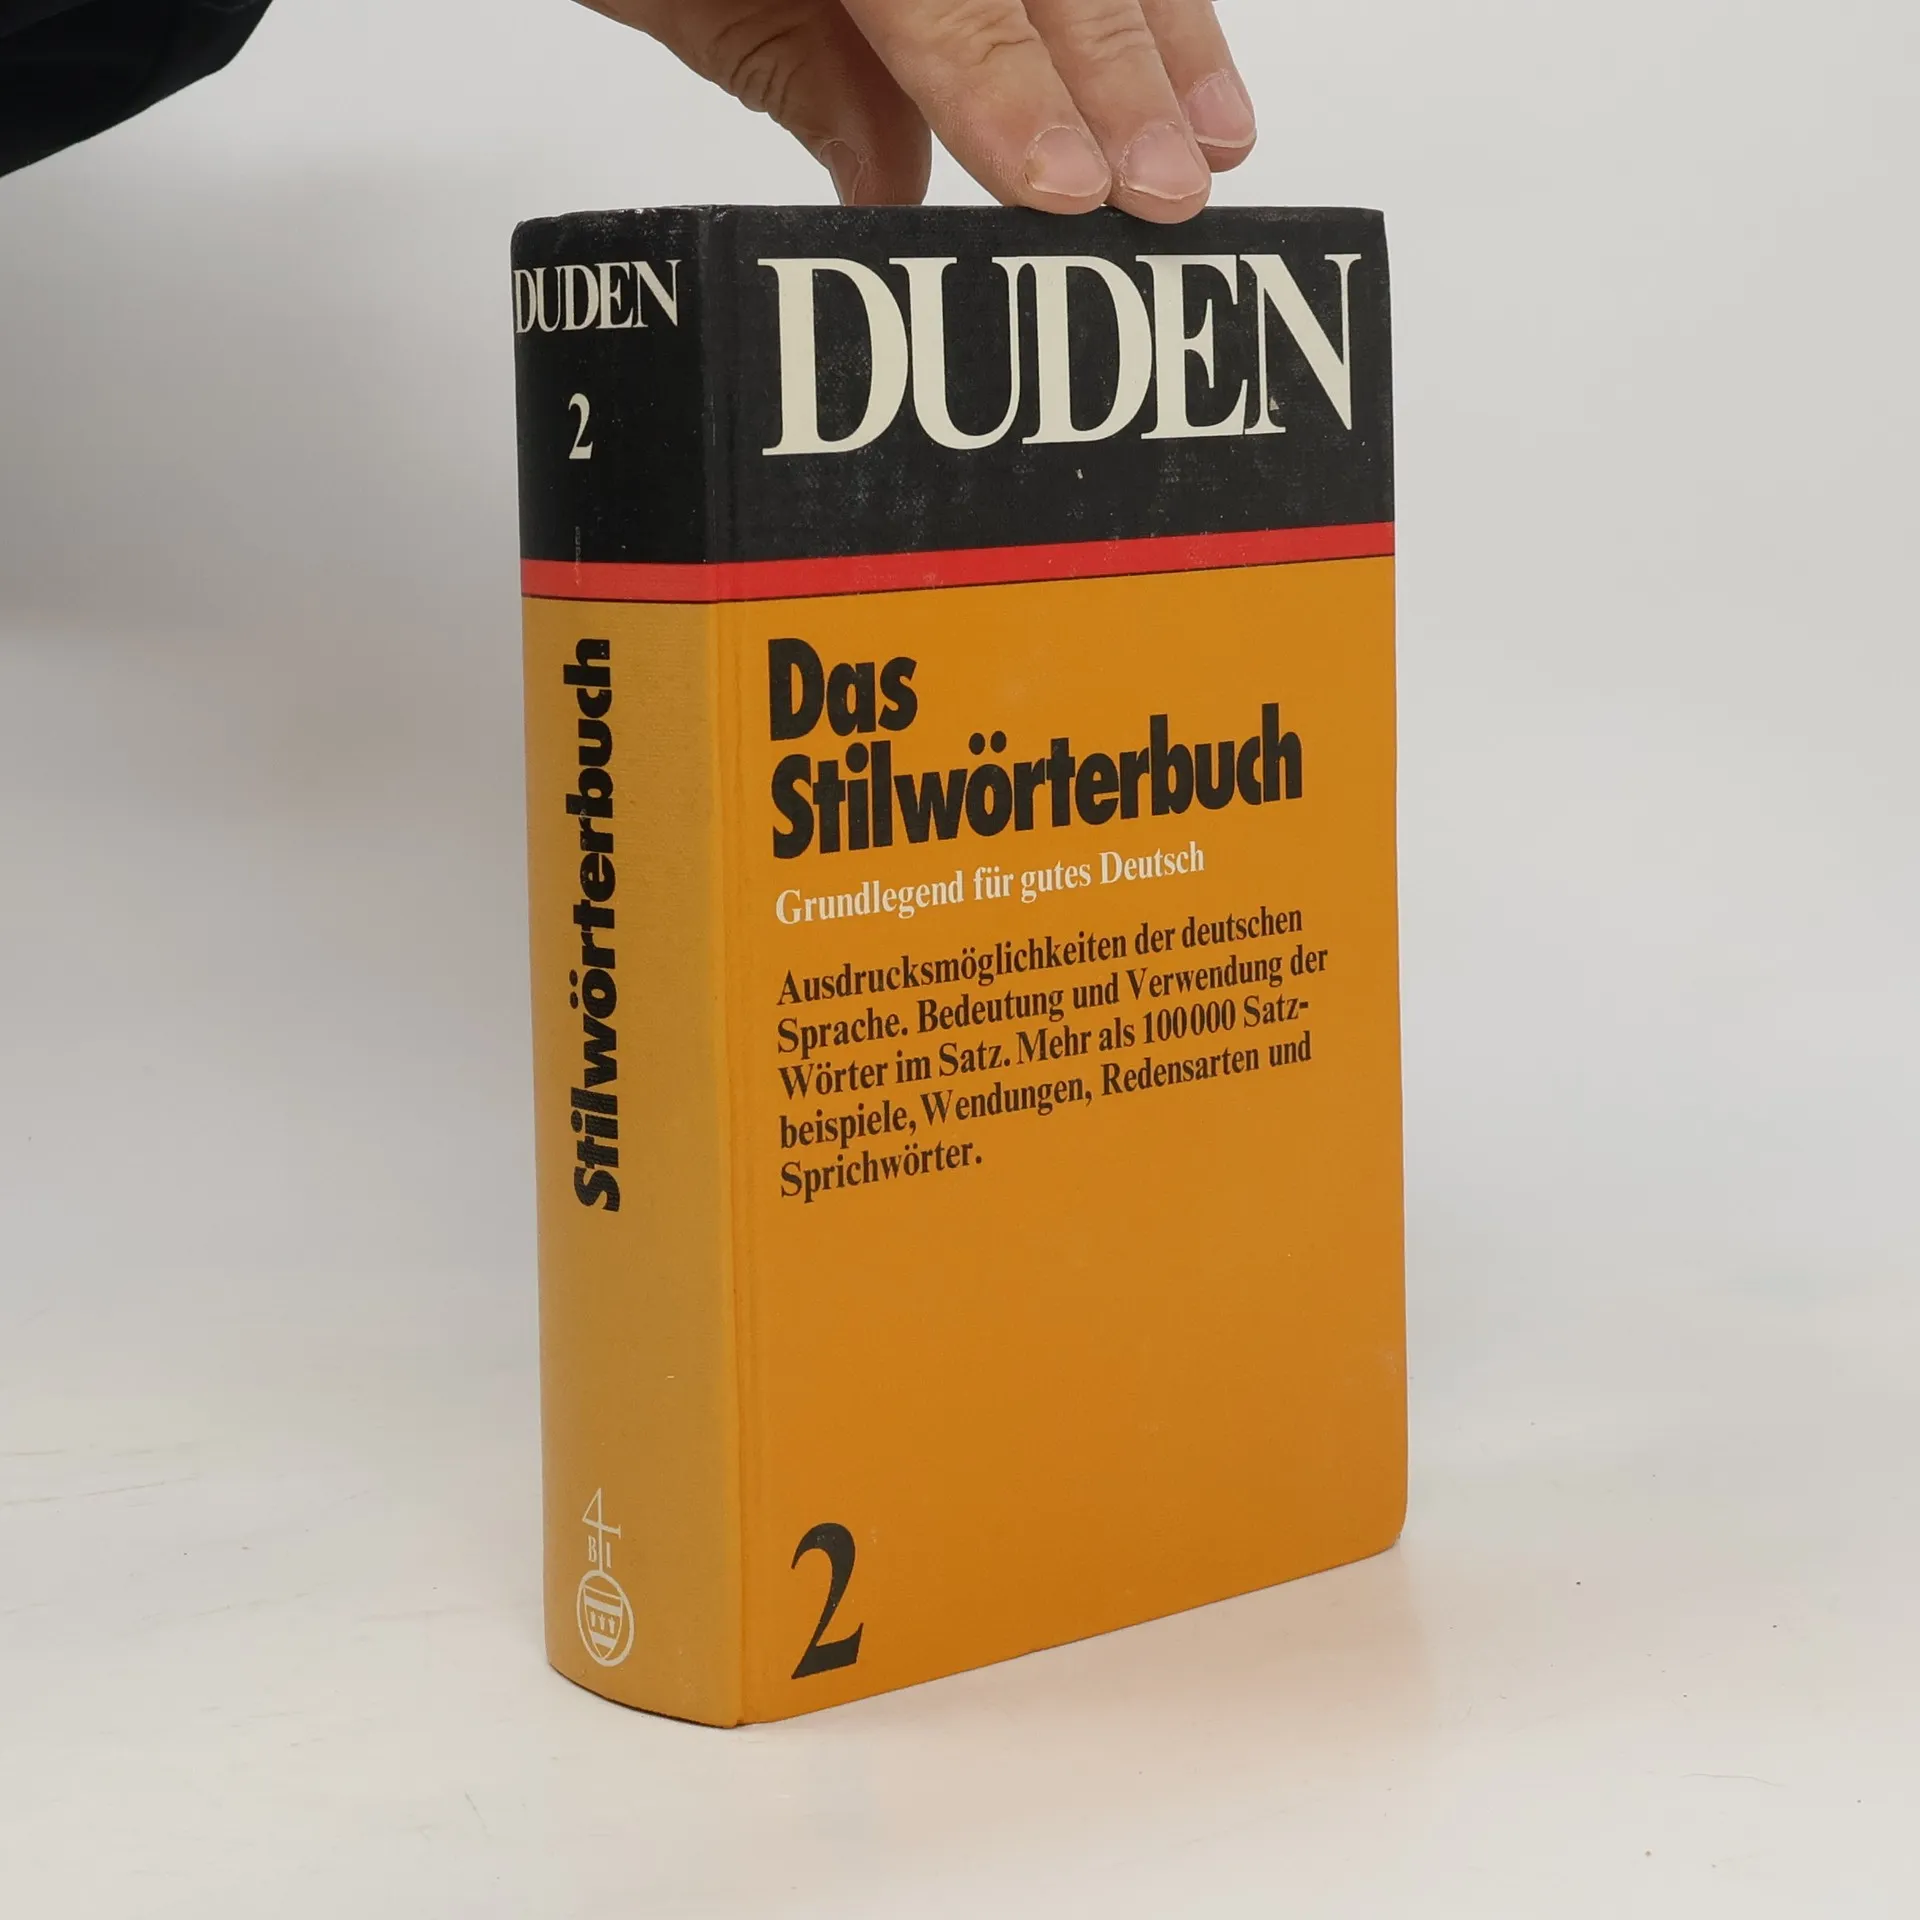 DUDEN
2
Stilwörterbuch
B I
DUDEN
Das
Stilwörterbuch
Grundlegend für gutes Deutsch
Ausdrucksmöglichkeiten der deutschen
Sprache. Bedeutung und Verwendung der
Wörter im Satz. Mehr als 100000 Satz-
beispiele, Wendungen, Redensarten und
Sprichwörter.
2